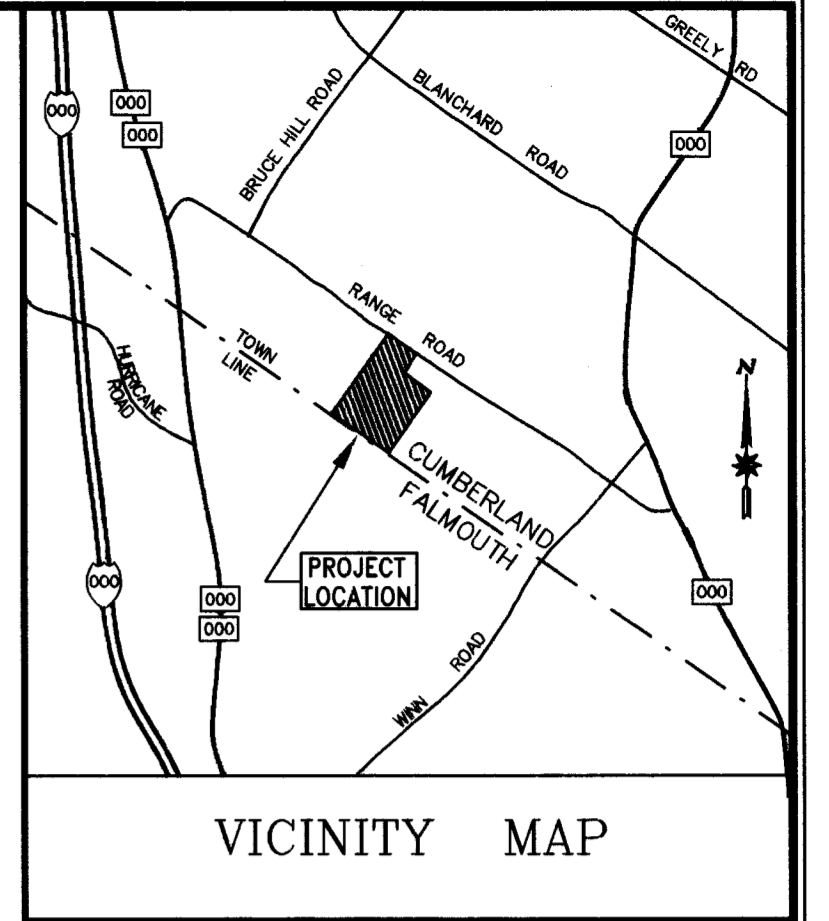 GREELY RD
000
000
000
BRUCE HILL ROAD
BLANCHARD ROAD
000
RANGE ROAD
TOWN
LINE
HURRICANE
ROAD
N
CUMBERLAND
FALMOUTH
PROJECT
LOCATION
000
000
000
000
WINN ROAD
VICINITY MAP